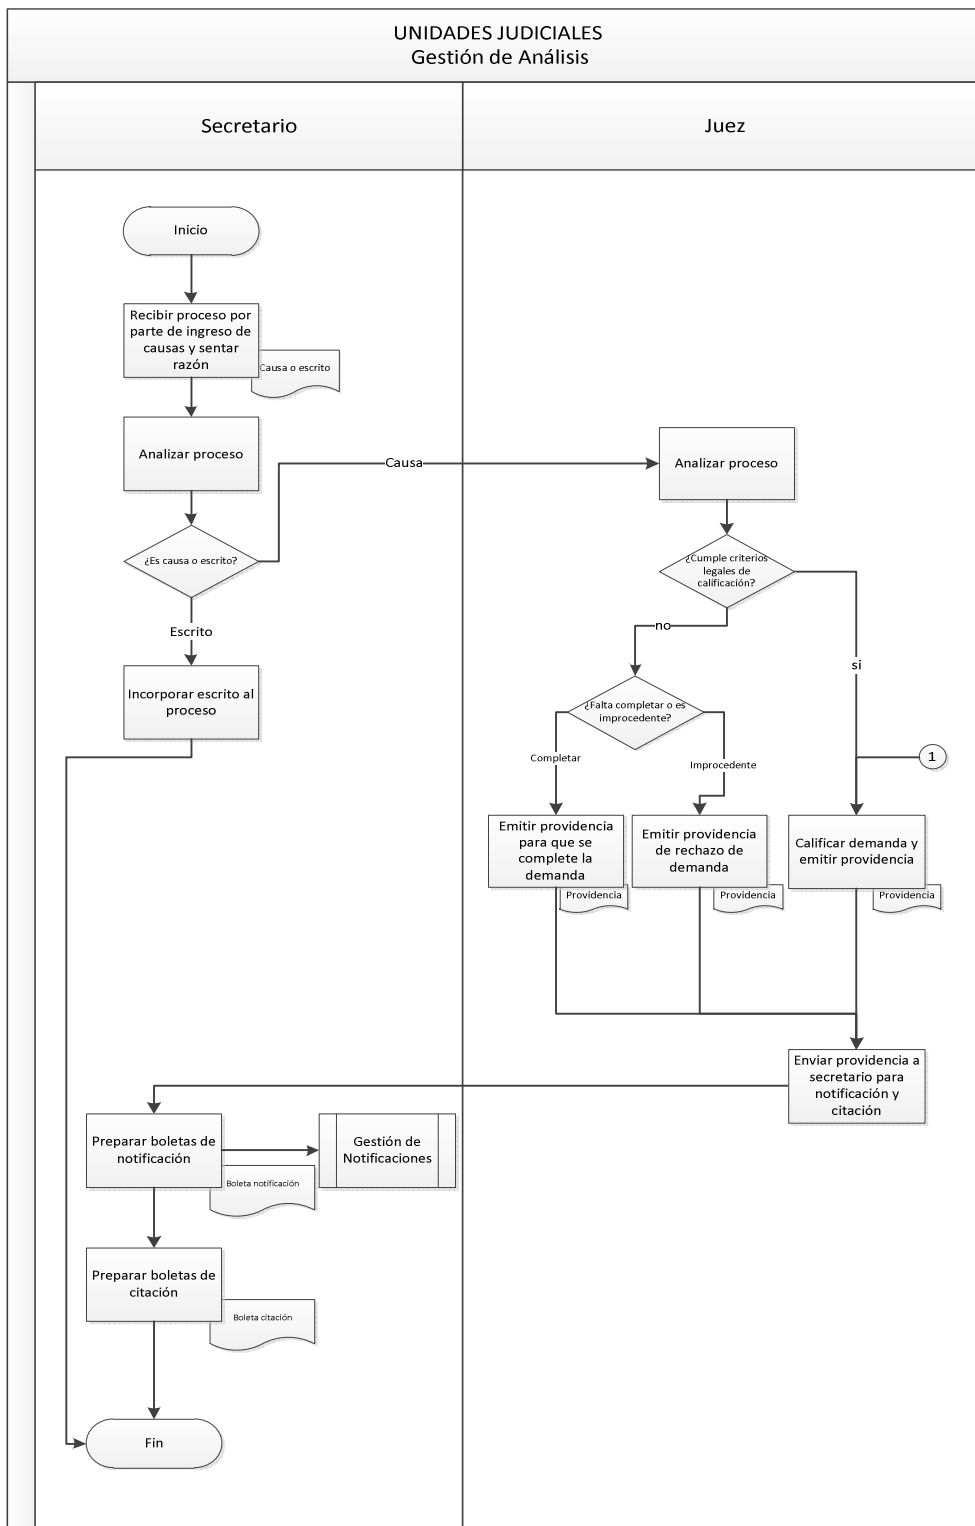 UNIDADES JUDICIALES
Gestión de Análisis
Secretario
Juez
Inicio
Recibir proceso por
parte de ingreso de
causas y sentar
razón
Causa o escrito
Analizar proceso
Causa
Analizar proceso
¿Es causa o escrito?
¿Cumple criterios
legales de
calificación?
Escrito
no
si
Incorporar escrito al
proceso
¿Falta completar o es
improcedente?
Completar
Improcedente
1
Emitir providencia
para que se
complete la
demanda
Providencia
Emitir providencia
de rechazo de
demanda
Providencia
Calificar demanda y
emitir providencia
Providencia
Enviar providencia a
secretario para
notificación y
citación
Preparar boletas de
notificación
Boleta notificación
Gestión de
Notificaciones
Preparar boletas de
citación
Boleta citación
Fin